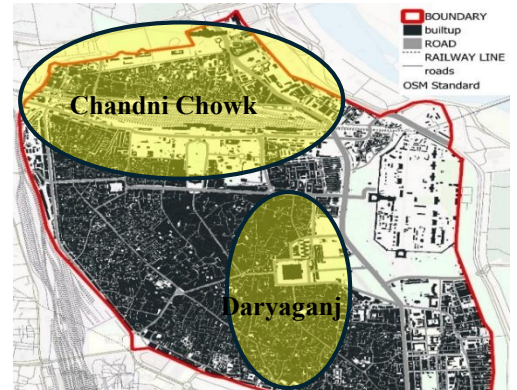 BOUNDARY
builtup
ROAD
RAILWAY LINE
roads
OSM Standard
Chandni Chowk
Daryaganj